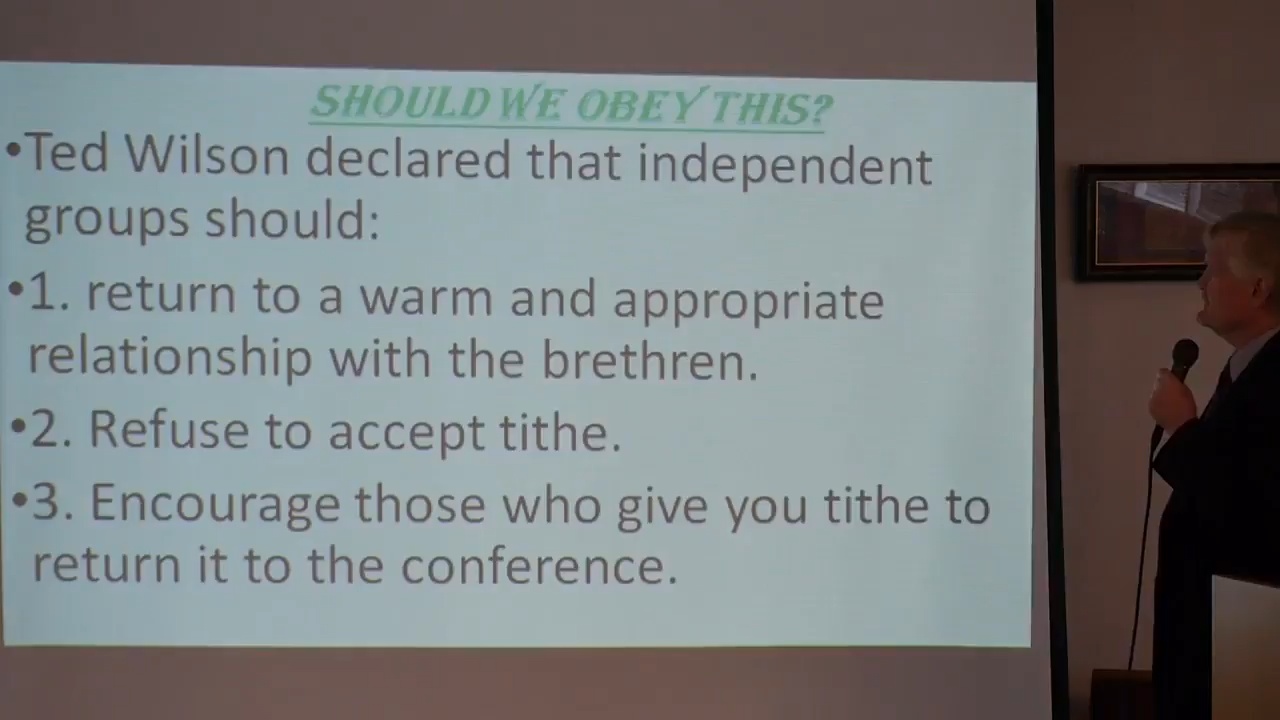 SHOULD WE OBEY THIS?
•Ted Wilson declared that independent
groups should:
•1. return to a warm and appropriate
relationship with the brethren.
•2. Refuse to accept tithe.
•3. Encourage those who give you tithe to
return it to the conference.